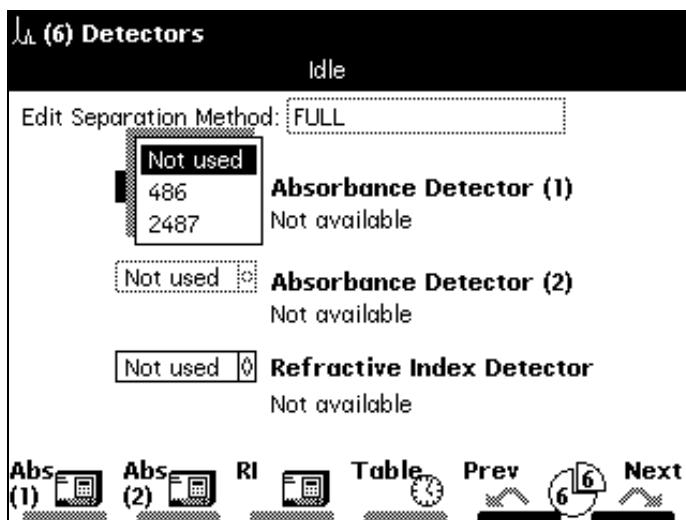 (6) Detectors
Idle
Edit Separation Method: FULL
Not used
486
2487
Absorbance Detector (1)
Not available
Not used
Absorbance Detector (2)
Not available
Not used
Refractive Index Detector
Not available
Abs (1)
Abs (2)
RI
Table
Prev
6 6
Next